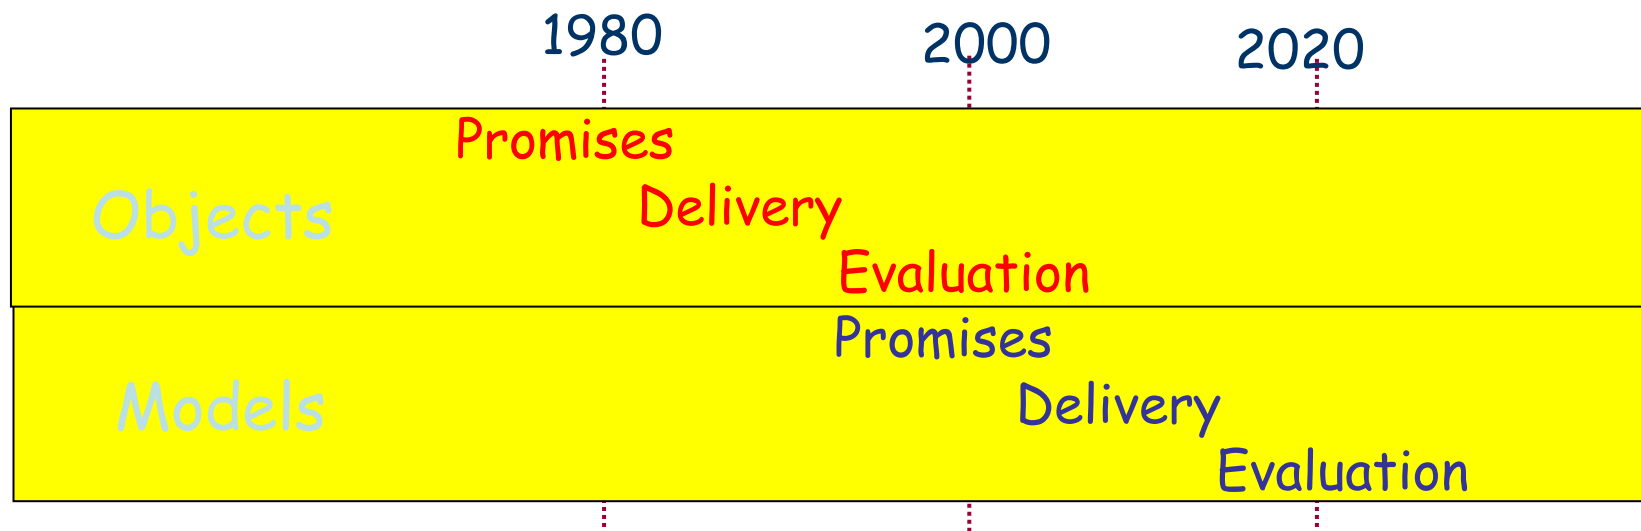 1980 2000 2020
Promises
Objects
Delivery
Evaluation
Promises
Models
Delivery
Evaluation